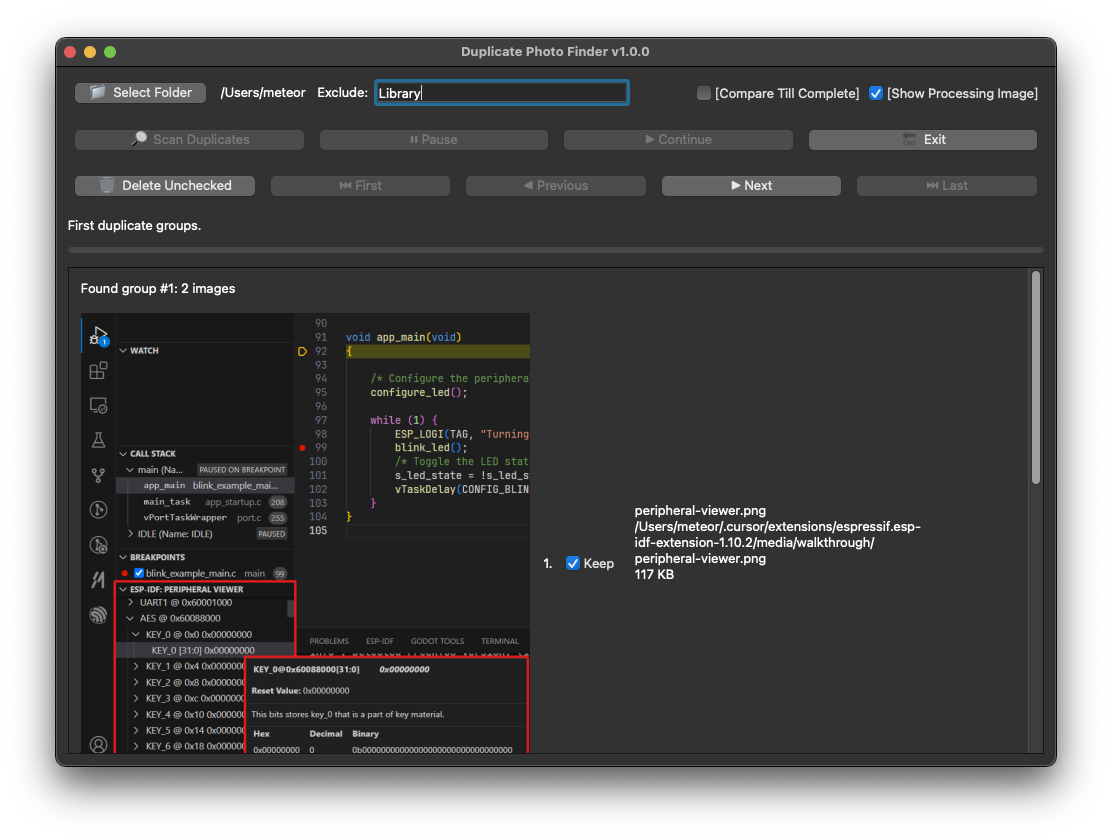 Duplicate Photo Finder v1.0.0
Select Folder /Users/meteor Exclude: Library [Compare Till Complete] [Show Processing Image]
Scan Duplicates Pause Continue Exit
Delete Unchecked First Previous Next Last
First duplicate groups.
Found group #1: 2 images
WATCH
CALL STACK
main (Na... PAUSED ON BREAKPOINT
app_main blink_example_mai...
main_task app_startup.c 208
vPortTaskWrapper port.c 255
IDLE (Name: IDLE) PAUSED
BREAKPOINTS
blink_example_main.c main 99
ESP-IDF: PERIPHERAL VIEWER
UART1 @ 0x60001000
AES @ 0x60088000
KEY_0 @ 0x0 0x00000000
KEY_0 [31:0] 0x00000000
KEY_1 @ 0x4 0x0000000
KEY_2 @ 0x8 0x0000000
KEY_3 @ 0xc 0x0000000
KEY_4 @ 0x10 0x000000
KEY_5 @ 0x14 0x000000
KEY_6 @ 0x18 0x000000
90
91 void app_main(void)
92 {
93
94 /* Configure the periphera
95 configure_led();
96
97 while (1) {
98 ESP_LOGI(TAG, "Turning
99 blink_led();
100 /* Toggle the LED stat
101 s_led_state = !s_led_s
102 vTaskDelay(CONFIG_BLIN
103 }
104 }
105
PROBLEMS ESP-IDF GODOT TOOLS TERMINAL
KEY_0@0x60088000[31:0] 0x00000000
Reset Value: 0x00000000
This bits stores key_0 that is a part of key material.
Hex Decimal Binary
0x00000000 0 0b00000000000000000000000000000000
1. Keep
peripheral-viewer.png
/Users/meteor/.cursor/extensions/espressif.esp-
idf-extension-1.10.2/media/walkthrough/
peripheral-viewer.png
117 KB